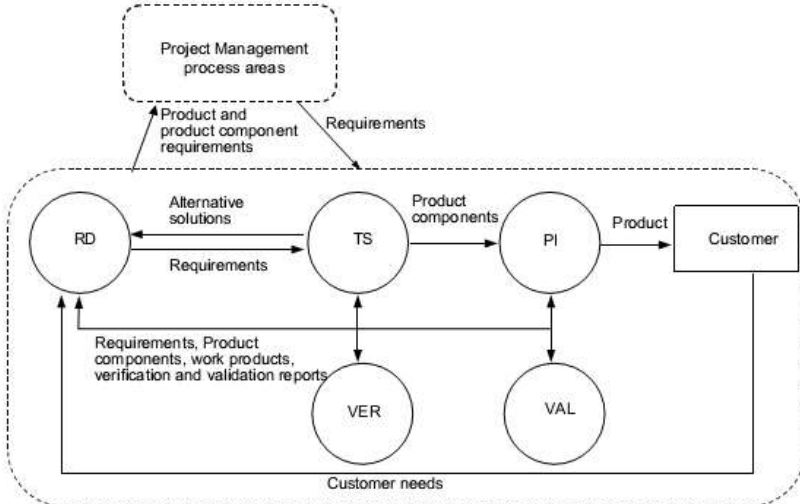 Project Management
process areas
Product and
product component
requirements
Requirements
RD
Alternative
solutions
Requirements
TS
Product
components
PI
Product
Customer
Requirements, Product
components, work products,
verification and validation reports
VER
VAL
Customer needs